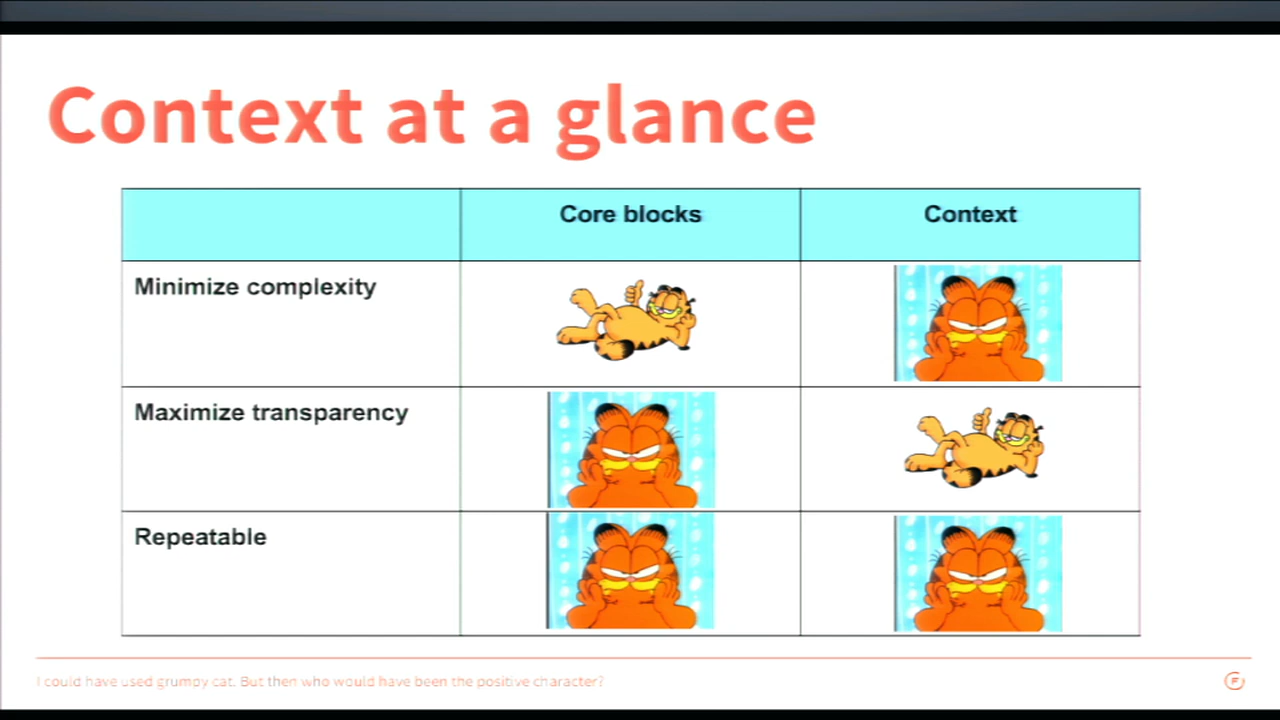 Context at a glance
Core blocks
Context
Minimize complexity
Maximize transparency
Repeatable
I could have used grumpy cat. But then who would have been the positive character?